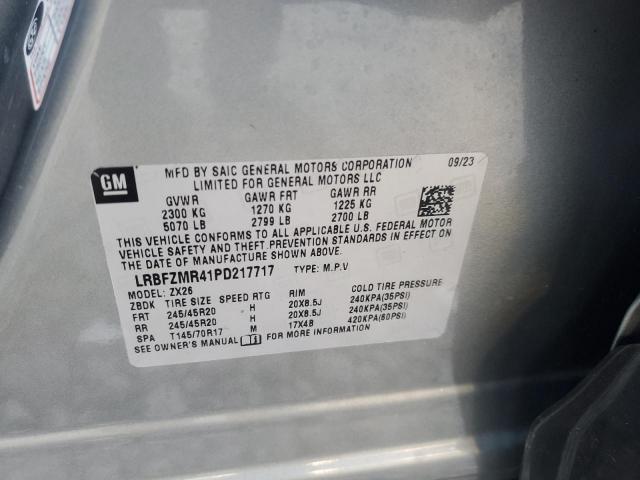 GM
MFD BY SAIC GENERAL MOTORS CORPORATION 09/23
LIMITED FOR GENERAL MOTORS LLC
GVWR GAWR FRT GAWR RR
2300 KG 1270 KG 1225 KG
5070 LB 2799 LB 2700 LB
THIS VEHICLE CONFORMS TO ALL APPLICABLE U.S. FEDERAL MOTOR
VEHICLE SAFETY AND THEFT PREVENTION STANDARDS IN EFFECT ON
THE DATE OF MANUFACTURE SHOWN ABOVE.
LRBFZMR41PD217717 TYPE: M.P.V
MODEL: ZX26
ZBDK TIRE SIZE SPEED RTG RIM COLD TIRE PRESSURE
FRT 245/45R20 H 20X8.5J 240KPA(35PSI)
RR 245/45R20 H 20X8.5J 240KPA(35PSI)
SPA T145/70R17 M 17X4B 420KPA(60PSI)
SEE OWNER'S MANUAL FOR MORE INFORMATION.